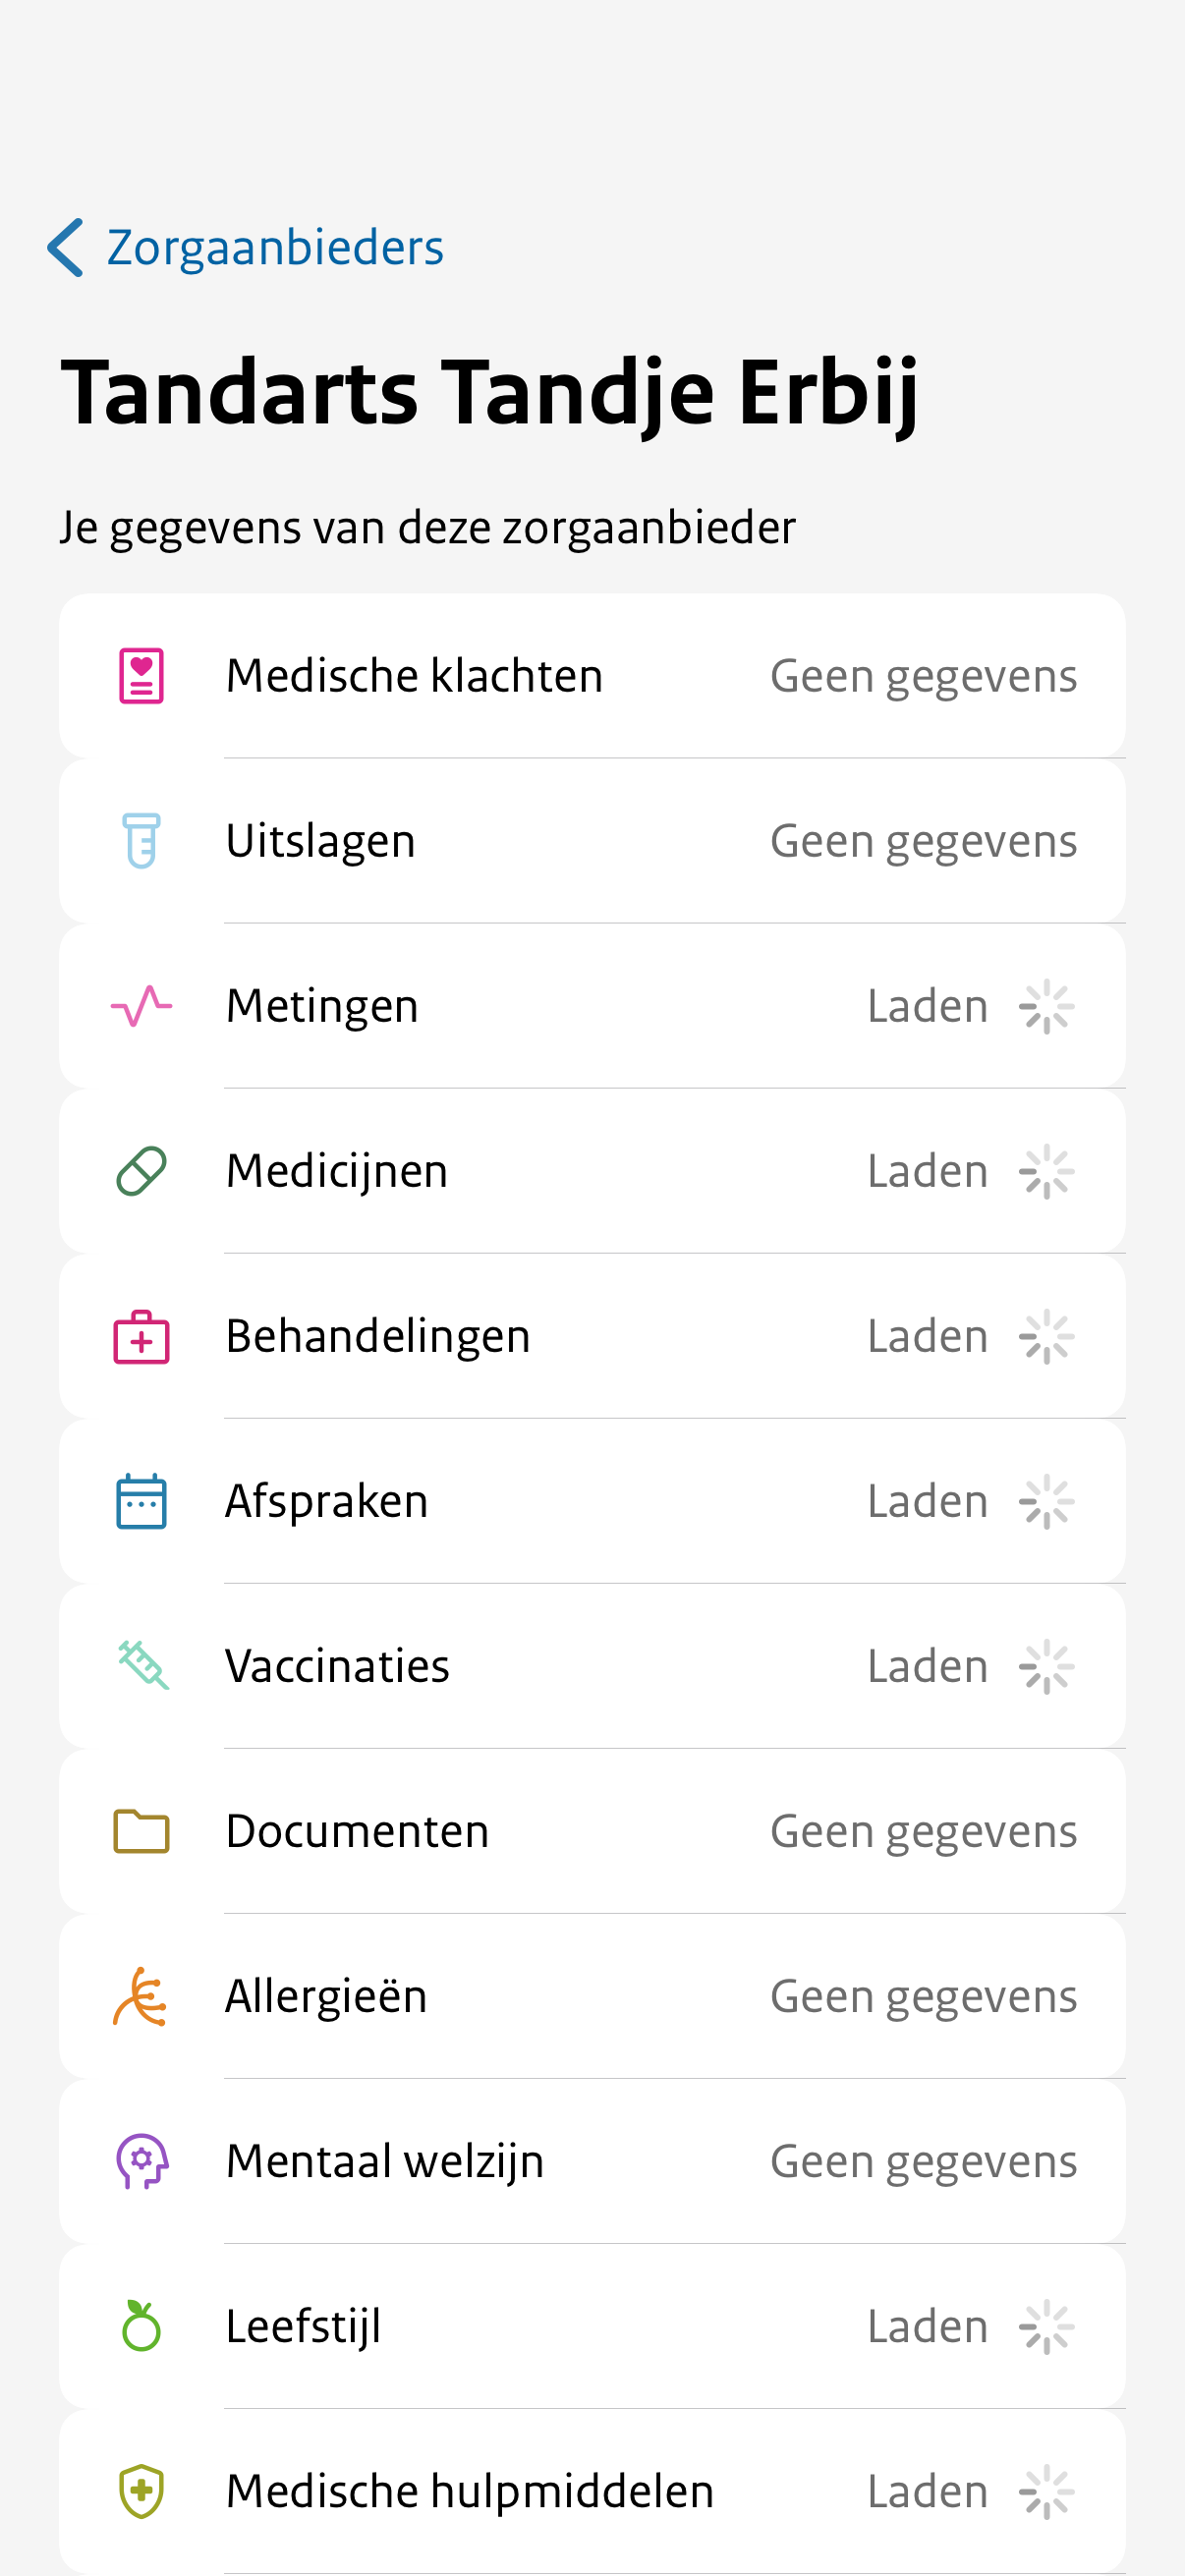 Zorgaanbieders
Tandarts Tandje Erbij
Je gegevens van deze zorgaanbieder
Medische klachten Geen gegevens
Uitslagen Geen gegevens
Metingen Laden
Medicijnen Laden
Behandelingen Laden
Afspraken Laden
Vaccinaties Laden
Documenten Geen gegevens
Allergieën Geen gegevens
Mentaal welzijn Geen gegevens
Leefstijl Laden
Medische hulpmiddelen Laden